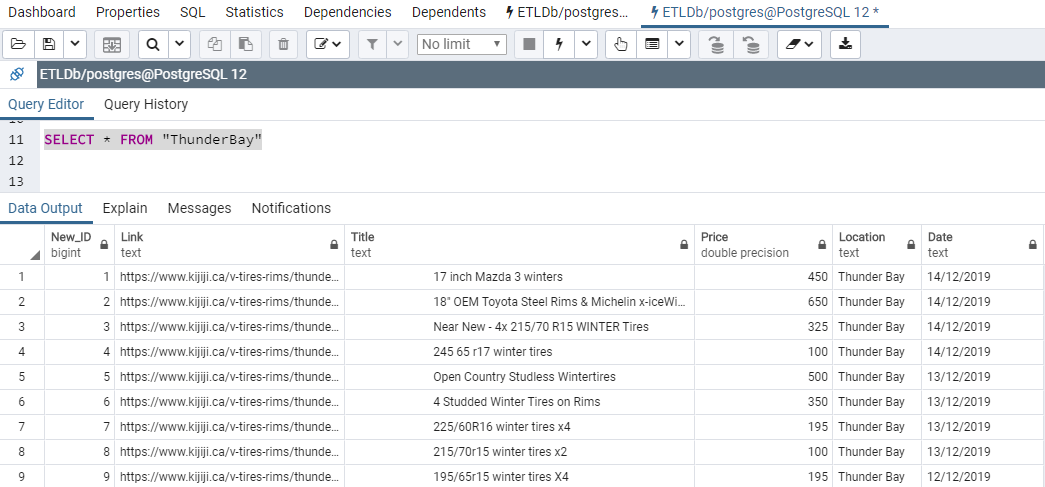 Dashboard Properties SQL Statistics Dependencies Dependents ETLDb/postgres... ETLDb/postgres@PostgreSQL 12 *
No limit
ETLDb/postgres@PostgreSQL 12
Query Editor Query History
11 SELECT * FROM "ThunderBay"
12
13
Data Output Explain Messages Notifications
New_ID Link Title Price Location Date
bigint text text double precision text text
1 1 https://www.kijiji.ca/v-tires-rims/thunde... 17 inch Mazda 3 winters 450 Thunder Bay 14/12/2019
2 2 https://www.kijiji.ca/v-tires-rims/thunde... 18" OEM Toyota Steel Rims & Michelin x-iceWi... 650 Thunder Bay 14/12/2019
3 3 https://www.kijiji.ca/v-tires-rims/thunde... Near New - 4x 215/70 R15 WINTER Tires 325 Thunder Bay 14/12/2019
4 4 https://www.kijiji.ca/v-tires-rims/thunde... 245 65 r17 winter tires 100 Thunder Bay 14/12/2019
5 5 https://www.kijiji.ca/v-tires-rims/thunde... Open Country Studless Wintertires 500 Thunder Bay 13/12/2019
6 6 https://www.kijiji.ca/v-tires-rims/thunde... 4 Studded Winter Tires on Rims 350 Thunder Bay 13/12/2019
7 7 https://www.kijiji.ca/v-tires-rims/thunde... 225/60R16 winter tires x4 195 Thunder Bay 13/12/2019
8 8 https://www.kijiji.ca/v-tires-rims/thunde... 215/70r15 winter tires x2 100 Thunder Bay 13/12/2019
9 9 https://www.kijiji.ca/v-tires-rims/thunde... 195/65r15 winter tires X4 195 Thunder Bay 12/12/2019